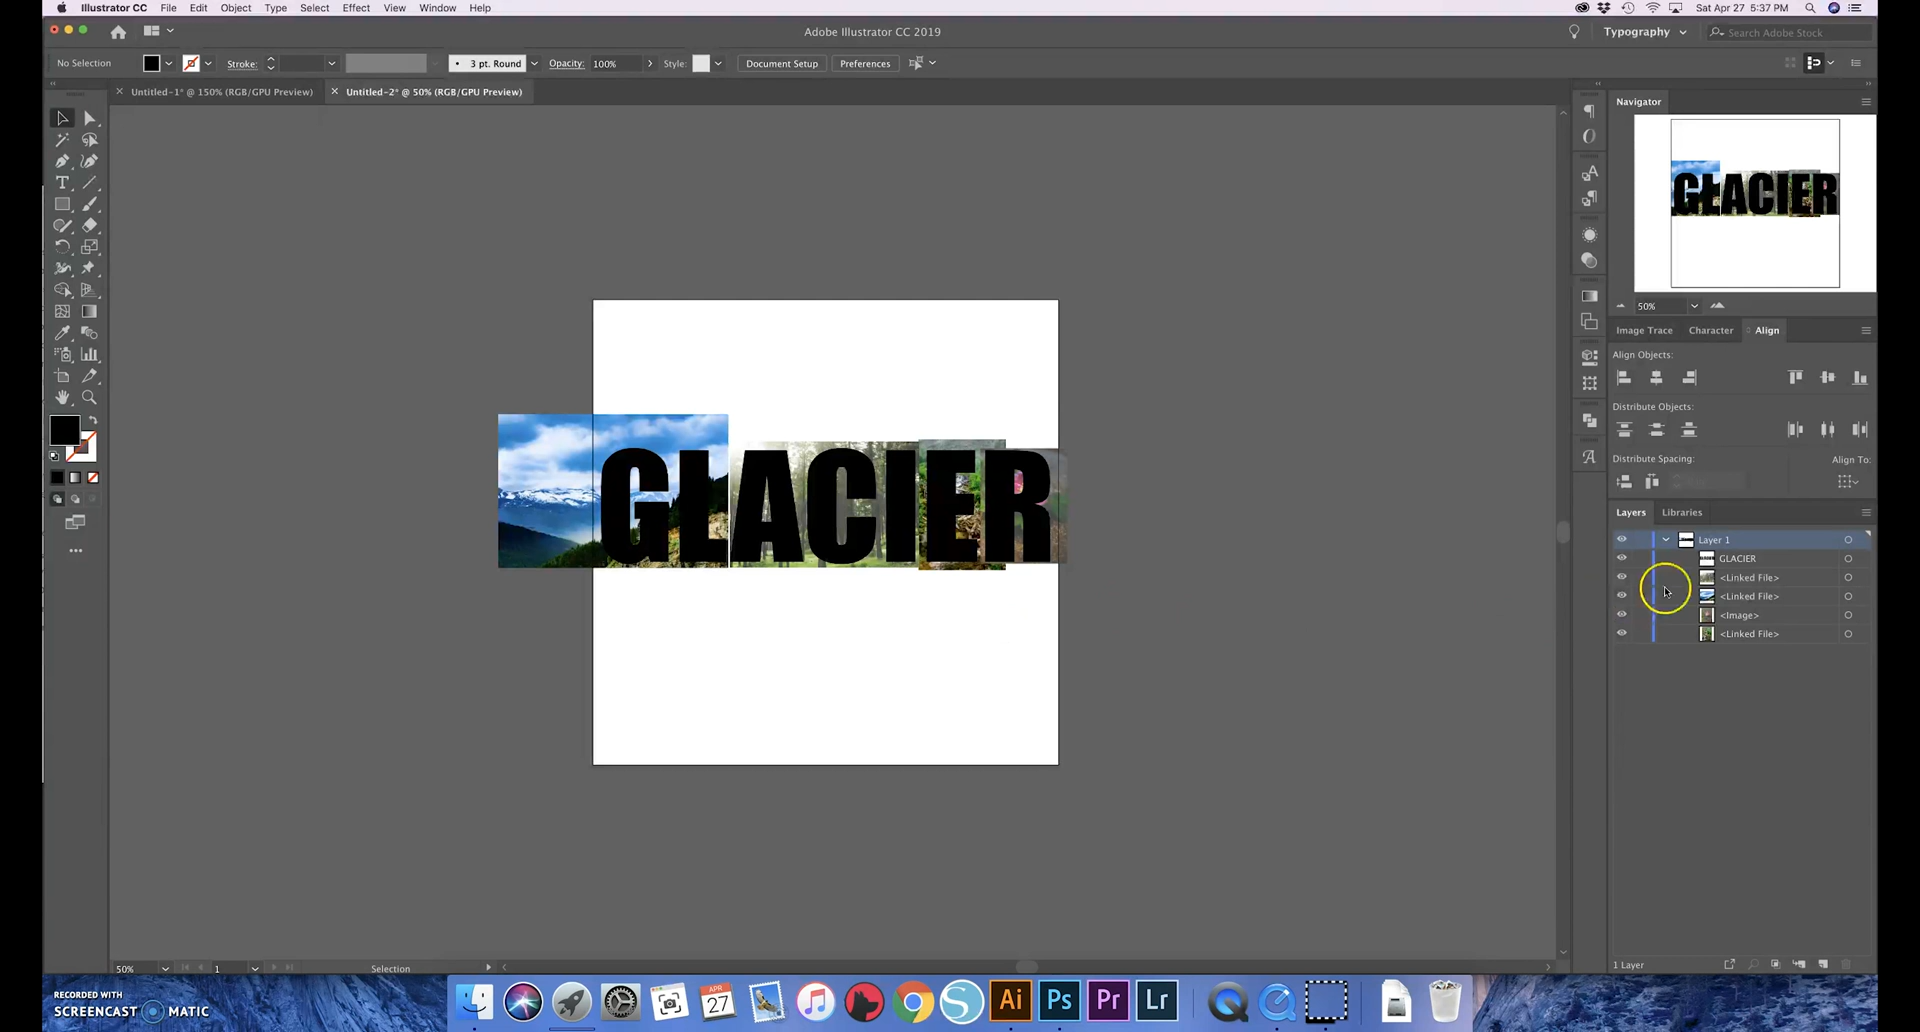 Illustrator CC File Edit Object Type Select Effect View Window Help
Sat Apr 27 5:37 PM
Adobe Illustrator CC 2019
Typography
Search Adobe Stock
No Selection
Stroke:
3 pt. Round
Opacity: 100%
Style:
Document Setup
Preferences
Untitled-1* @ 150% (RGB/GPU Preview)
Untitled-2* @ 50% (RGB/GPU Preview)
Navigator
GLACIER
50%
Image Trace Character Align
Align Objects:
Distribute Objects:
Distribute Spacing:
Align To:
Layers Libraries
Layer 1
GLACIER
<Linked File>
<Linked File>
<Image>
<Linked File>
GLACIER
1 Layer
50%
1
Selection
RECORDED WITH
SCREENCAST MATIC
APR
27
S
Ai
Ps
Pr
Lr